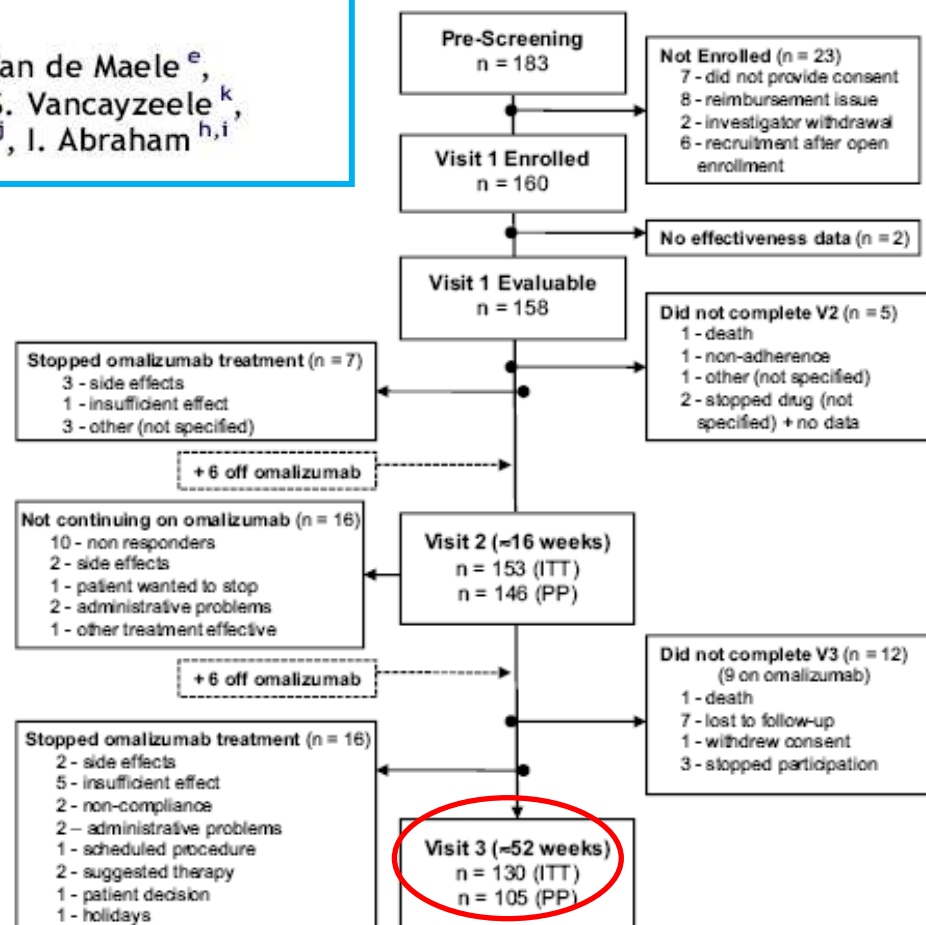 an de Maele e,
S. Vancayzeele k,
j, I. Abraham h,i
Pre-Screening
n = 183
Not Enrolled (n = 23)
7 - did not provide consent
8 - reimbursement issue
2 - investigator withdrawal
6 - recruitment after open
enrollment
Visit 1 Enrolled
n = 160
No effectiveness data (n = 2)
Visit 1 Evaluable
n = 158
Did not complete V2 (n = 5)
1 - death
1 - non-adherence
1 - other (not specified)
2 - stopped drug (not
specified) + no data
Stopped omalizumab treatment (n = 7)
3 - side effects
1 - insufficient effect
3 - other (not specified)
+ 6 off omalizumab
Not continuing on omalizumab (n = 16)
10 - non responders
2 - side effects
1 - patient wanted to stop
2 - administrative problems
1 - other treatment effective
Visit 2 (≈16 weeks)
n = 153 (ITT)
n = 146 (PP)
+ 6 off omalizumab
Did not complete V3 (n = 12)
(9 on omalizumab)
1 - death
7 - lost to follow-up
1 - withdrew consent
3 - stopped participation
Stopped omalizumab treatment (n = 16)
2 - side effects
5 - insufficient effect
2 - non-compliance
2 – administrative problems
1 - scheduled procedure
2 - suggested therapy
1 - patient decision
1 - holidays
Visit 3 (≈52 weeks)
n = 130 (ITT)
n = 105 (PP)